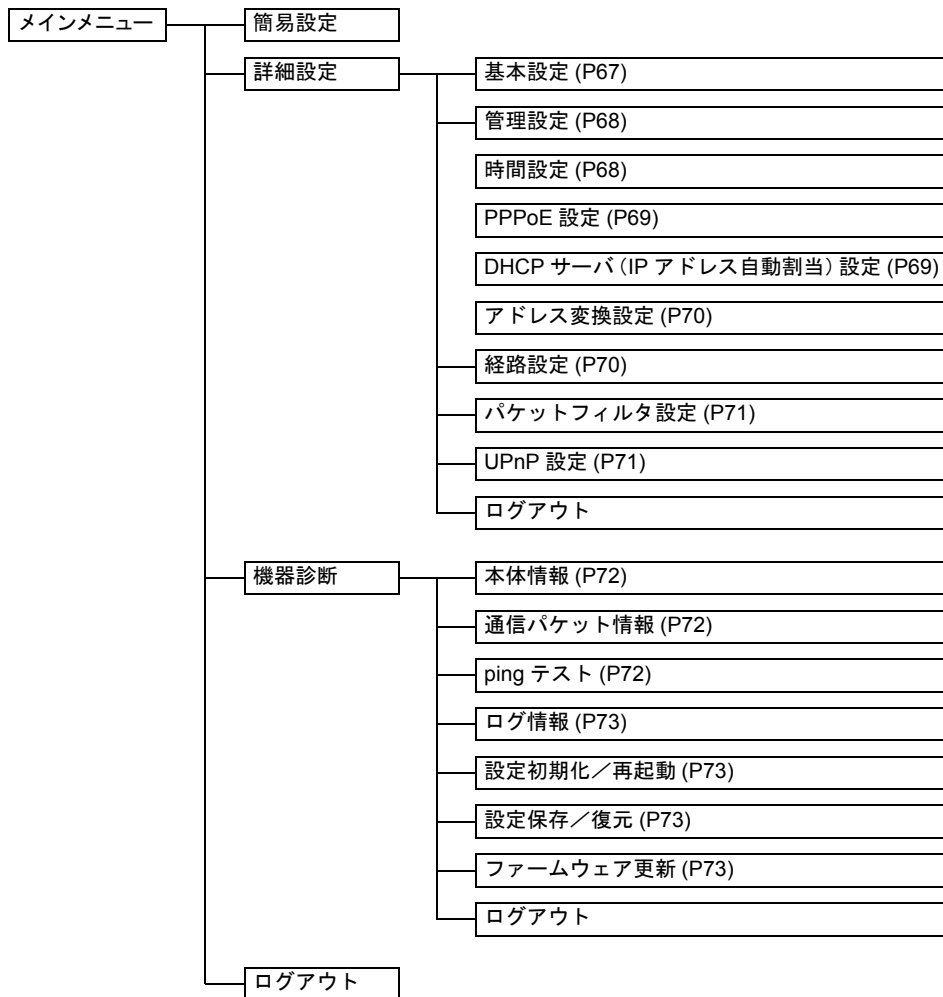 メインメニュー
簡易設定
詳細設定
基本設定 (P67)
管理設定 (P68)
時間設定 (P68)
PPPoE 設定 (P69)
DHCP サーバ（IP アドレス自動割当）設定 (P69)
アドレス変換設定 (P70)
経路設定 (P70)
パケットフィルタ設定 (P71)
UPnP 設定 (P71)
ログアウト
機器診断
本体情報 (P72)
通信パケット情報 (P72)
ping テスト (P72)
ログ情報 (P73)
設定初期化／再起動 (P73)
設定保存／復元 (P73)
ファームウェア更新 (P73)
ログアウト
ログアウト